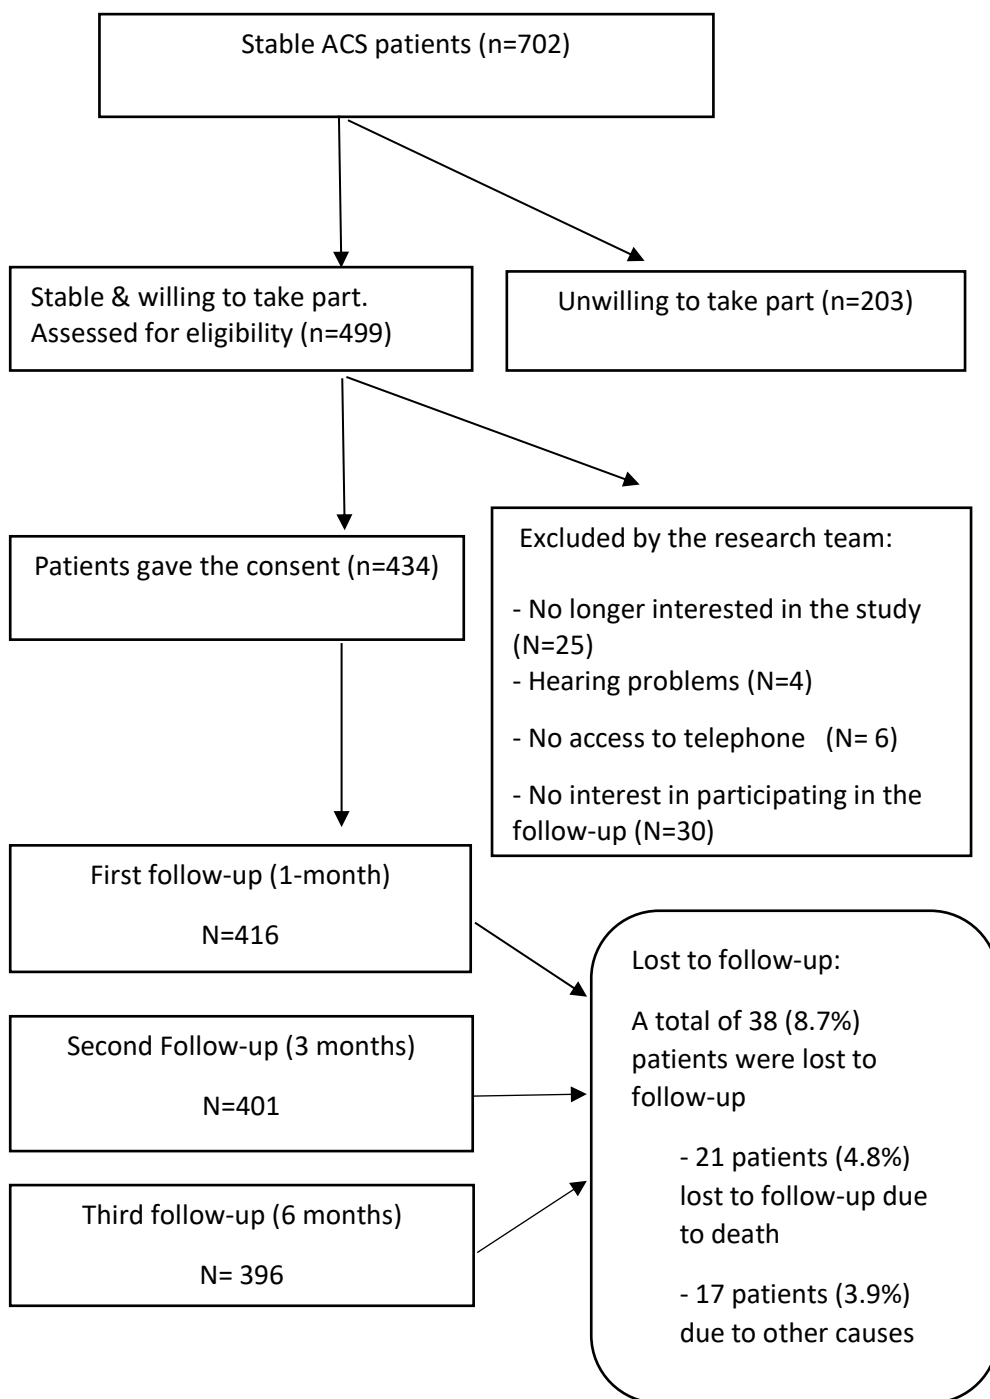 Stable ACS patients (n=702)
Stable & willing to take part.
Assessed for eligibility (n=499)
Unwilling to take part (n=203)
Patients gave the consent (n=434)
Excluded by the research team:
- No longer interested in the study
(N=25)
- Hearing problems (N=4)
- No access to telephone (N= 6)
- No interest in participating in the
follow-up (N=30)
First follow-up (1-month)
N=416
Second Follow-up (3 months)
N=401
Third follow-up (6 months)
N= 396
Lost to follow-up:
A total of 38 (8.7%)
patients were lost to
follow-up
- 21 patients (4.8%)
lost to follow-up due
to death
- 17 patients (3.9%)
due to other causes